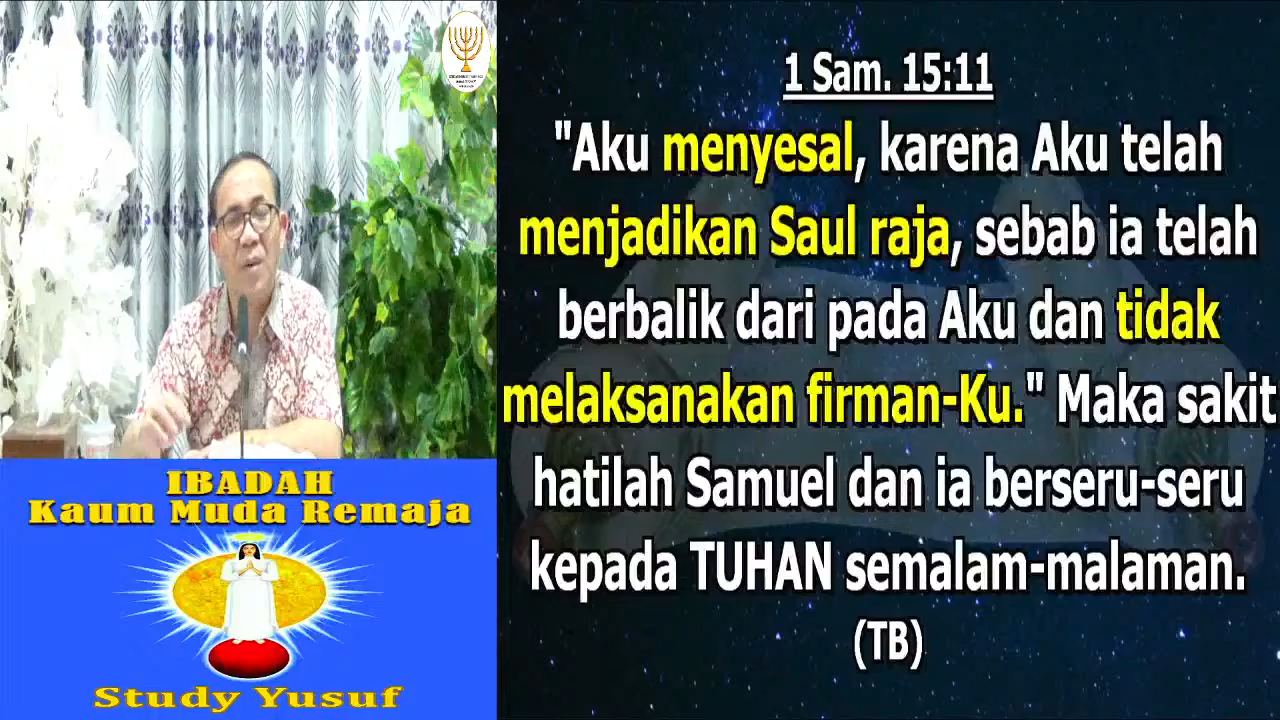 1 Sam. 15:11
"Aku menyesal, karena Aku telah
menjadikan Saul raja, sebab ia telah
berbalik dari pada Aku dan tidak
melaksanakan firman-Ku." Maka sakit
hatilah Samuel dan ia berseru-seru
kepada TUHAN semalam-malaman.
(TB)
IBADAH
Kaum Muda Remaja
Study Yusuf